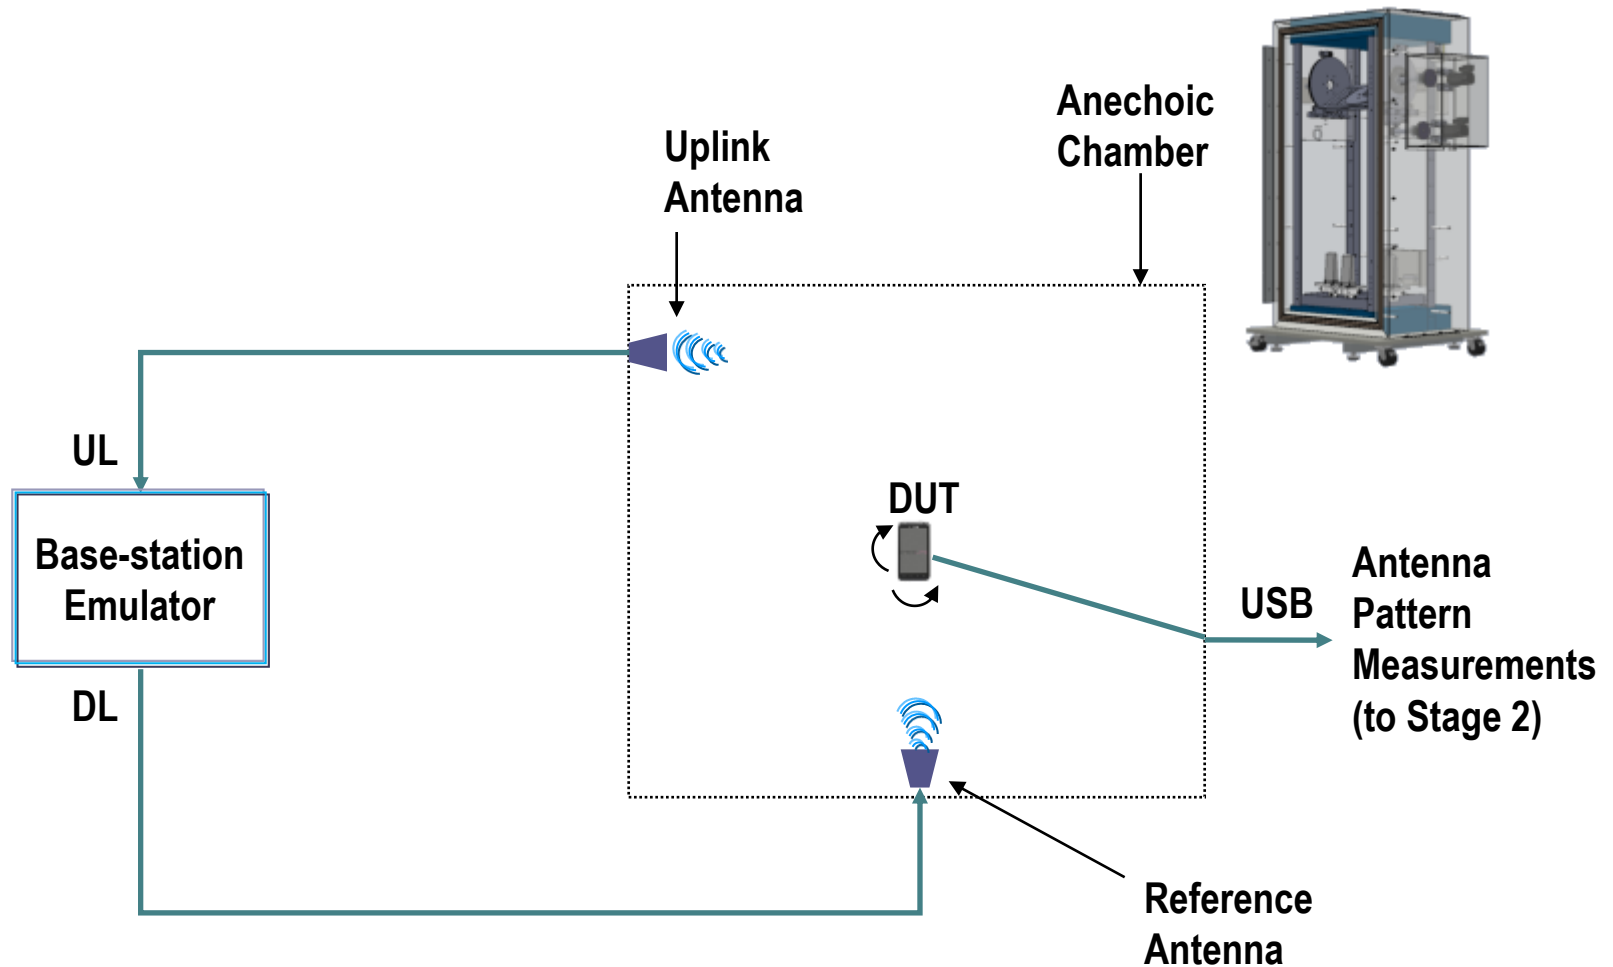 Anechoic
Chamber
Uplink
Antenna
UL
Base-station
Emulator
DL
DUT
USB
Antenna
Pattern
Measurements
(to Stage 2)
Reference
Antenna